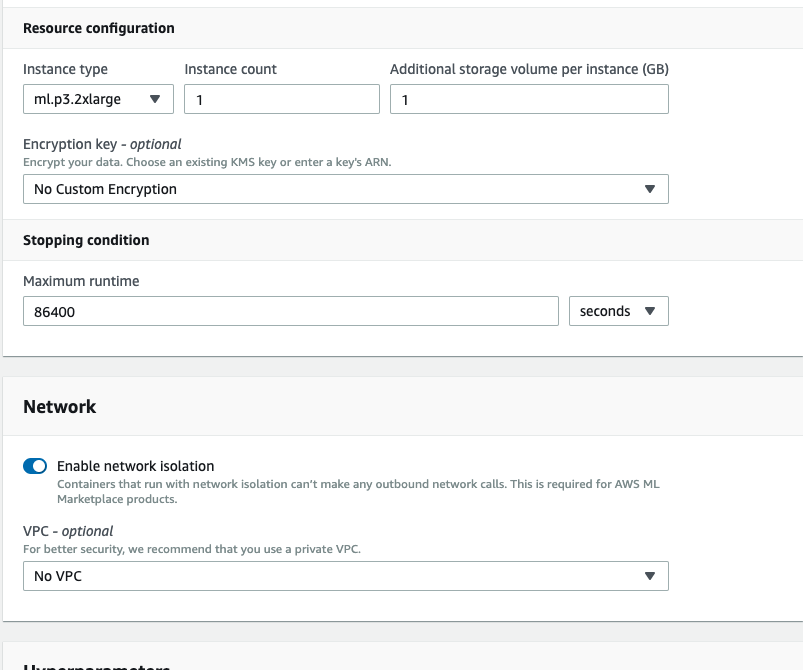 Resource configuration
Instance type
Instance count
Additional storage volume per instance (GB)
ml.p3.2xlarge
1
1
Encryption key - optional
Encrypt your data. Choose an existing KMS key or enter a key's ARN.
No Custom Encryption
Stopping condition
Maximum runtime
86400
seconds
Network
Enable network isolation
Containers that run with network isolation can’t make any outbound network calls. This is required for AWS ML
Marketplace products.
VPC - optional
For better security, we recommend that you use a private VPC.
No VPC
Hyperparameters